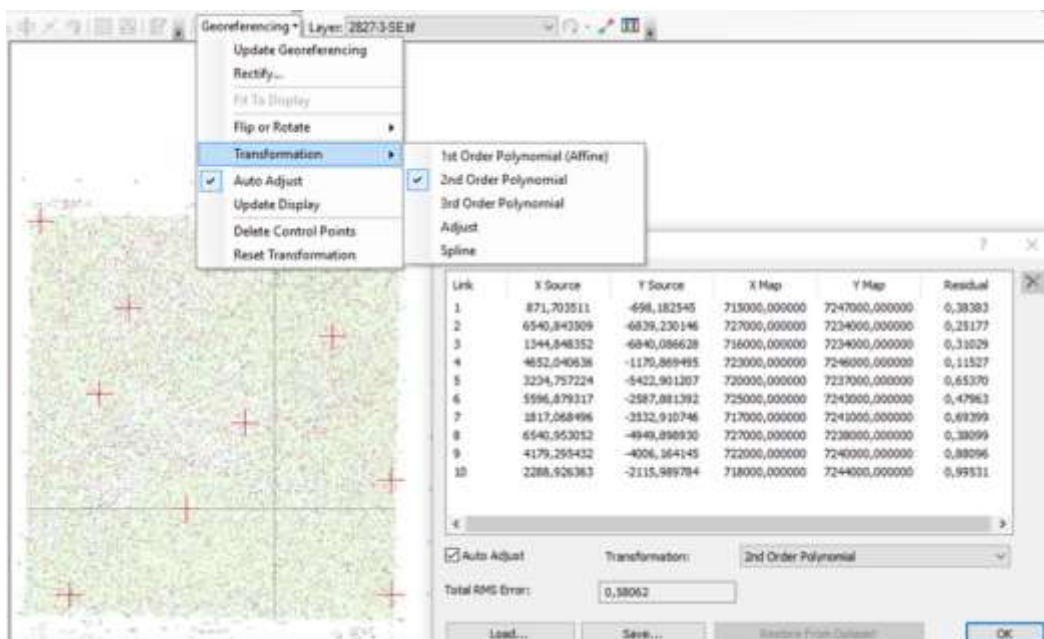 Georeferencing Layer: 2827-3-SE.tif
Update Georeferencing
Rectify...
Fit To Display
Flip or Rotate
Transformation
Auto Adjust
Update Display
Delete Control Points
Reset Transformation
1st Order Polynomial (Affine)
2nd Order Polynomial
3rd Order Polynomial
Adjust
Spline
Link X Source Y Source X Map Y Map Residual
1 871,703511 -698,182545 715000,000000 7247000,000000 0,38383
2 6540,843509 -6839,230146 727000,000000 7234000,000000 0,25177
3 1344,848352 -6840,086628 716000,000000 7234000,000000 0,31029
4 4652,040636 -1170,869495 723000,000000 7246000,000000 0,11527
5 3234,757224 -5422,901207 720000,000000 7237000,000000 0,65370
6 5596,879317 -2587,881392 725000,000000 7243000,000000 0,47963
7 1817,068496 -3532,910746 717000,000000 7241000,000000 0,69399
8 6540,953052 -4949,898930 727000,000000 7238000,000000 0,38099
9 4179,295432 -4006,164145 722000,000000 7240000,000000 0,88096
10 2288,926363 -2115,989784 718000,000000 7244000,000000 0,99531
Auto Adjust Transformation: 2nd Order Polynomial
Total RMS Error: 0,58062
Load... Save... Restore From Dataset OK